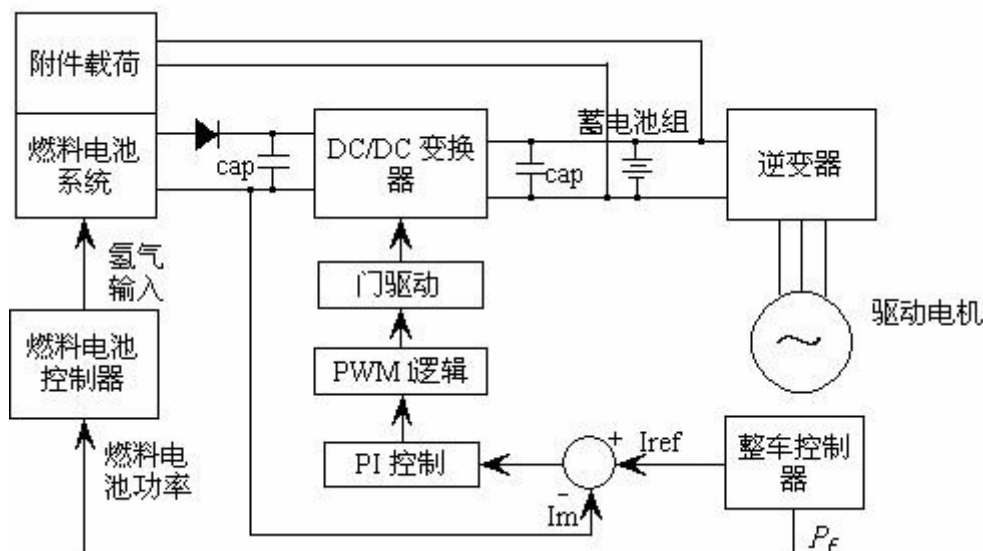 附件载荷
燃料电池
系统
cap
DC/DC 变换
器
蓄电池组
cap
逆变器
氢气
输入
门驱动
驱动电机
燃料电池
控制器
PWM 逻辑
燃料电
池功率
PI 控制
+
Iref
-
Im
整车控制
器
Pf